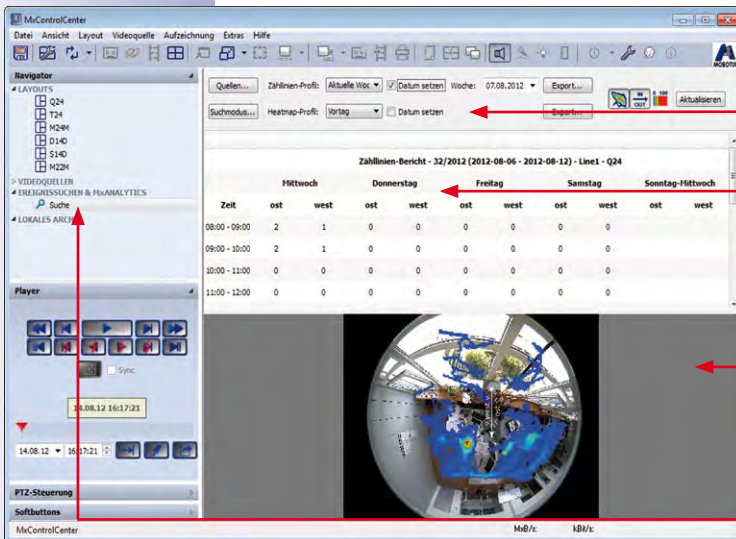 MxControlCenter
Datei Ansicht Layout Videoquelle Aufzeichnung Extras Hilfe
MOBOTIX
Navigator
LAYOUTS
Q24
T24
M24M
D14D
S14D
M22M
VIDEOQUELLEN
EREIGNISSUCHEN & MxANALYTICS
Suche
LOKALES ARCH
Quellen... Zähllinien-Profil: Aktuelle Woc Datum setzen Woche: 07.08.2012 Export...
Suchmodus... Heatmap-Profil: Vortag Datum setzen Export...
IN OUT 0 100 Aktualisieren
Zähllinien-Bericht - 32/2012 (2012-08-06 - 2012-08-12) - Line1 - Q24
Mittwoch Donnerstag Freitag Samstag Sonntag-Mittwoch
Zeit ost west ost west ost west ost west ost west
08:00 - 09:00 2 1 0 0 0 0 0 0
09:00 - 10:00 2 1 0 0 0 0 0 0
10:00 - 11:00 0 0 0 0 0 0 0 0
11:00 - 12:00 0 0 0 0 0 0 0 0
Player
Sync
14.08.12 16:17:21
14.08.12 16:17:21
PTZ-Steuerung
Softbuttons
MxControlCenter MxB/s: kBit/s: